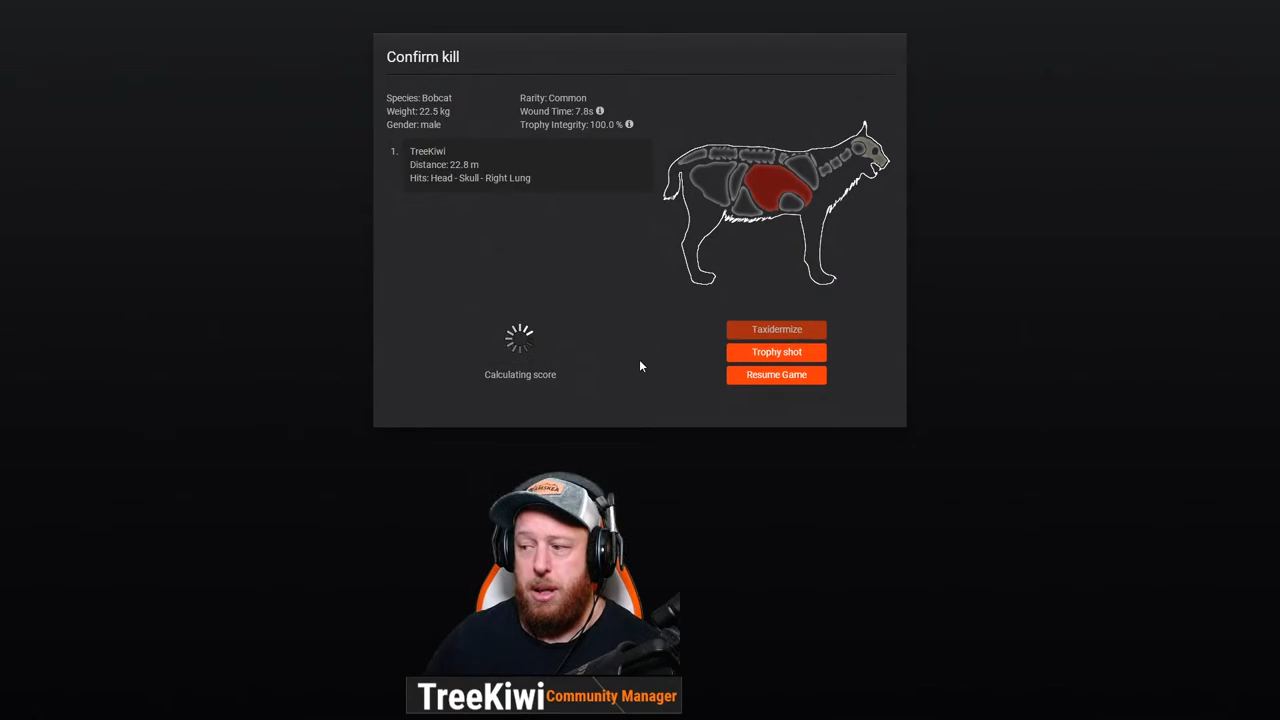 Confirm kill
Species: Bobcat
Weight: 22.5 kg
Gender: male
Rarity: Common
Wound Time: 7.8s
Trophy Integrity: 100.0 %
1. TreeKiwi
Distance: 22.8 m
Hits: Head - Skull - Right Lung
Calculating score
Taxidermize
Trophy shot
Resume Game
TreeKiwi Community Manager